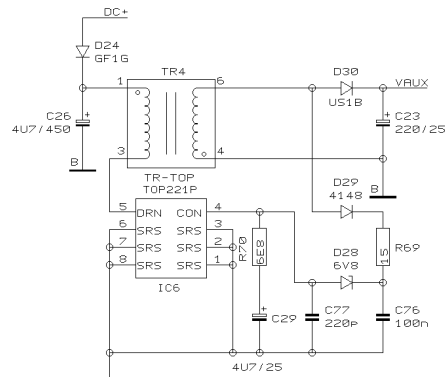 DC+
D24
GF1G
TR4
1
6
D30
US1B
VAUX
C26
4U7/450
+
C23
220/25
+
3
4
B
TR-TOP
TOP221P
B
D29
4148
5 DRN CON 4
6 SRS SRS 3
7 SRS SRS 2
8 SRS SRS 1
IC6
R70
6E8
R69
15
D28
6V8
+
C29
4U7/25
C77
220p
C76
100n